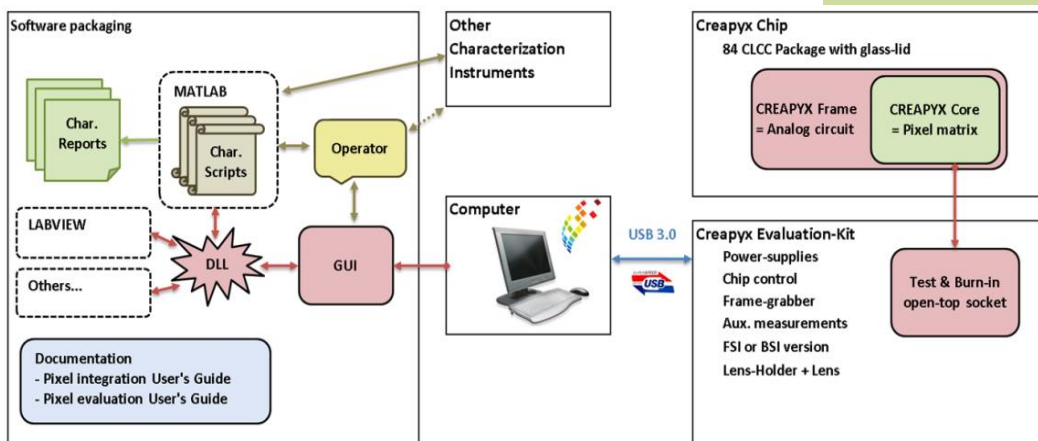 Software packaging
Char.
Reports
MATLAB
Char.
Scripts
Operator
LABVIEW
Others...
DLL
GUI
Documentation
- Pixel integration User's Guide
- Pixel evaluation User's Guide
Other
Characterization
Instruments
Computer
USB 3.0
USB
Creapyx Chip
84 CLCC Package with glass-lid
CREAPYX Frame
= Analog circuit
CREAPYX Core
= Pixel matrix
Creapyx Evaluation-Kit
Power-supplies
Chip control
Frame-grabber
Aux. measurements
FSI or BSI version
Lens-Holder + Lens
Test & Burn-in
open-top socket